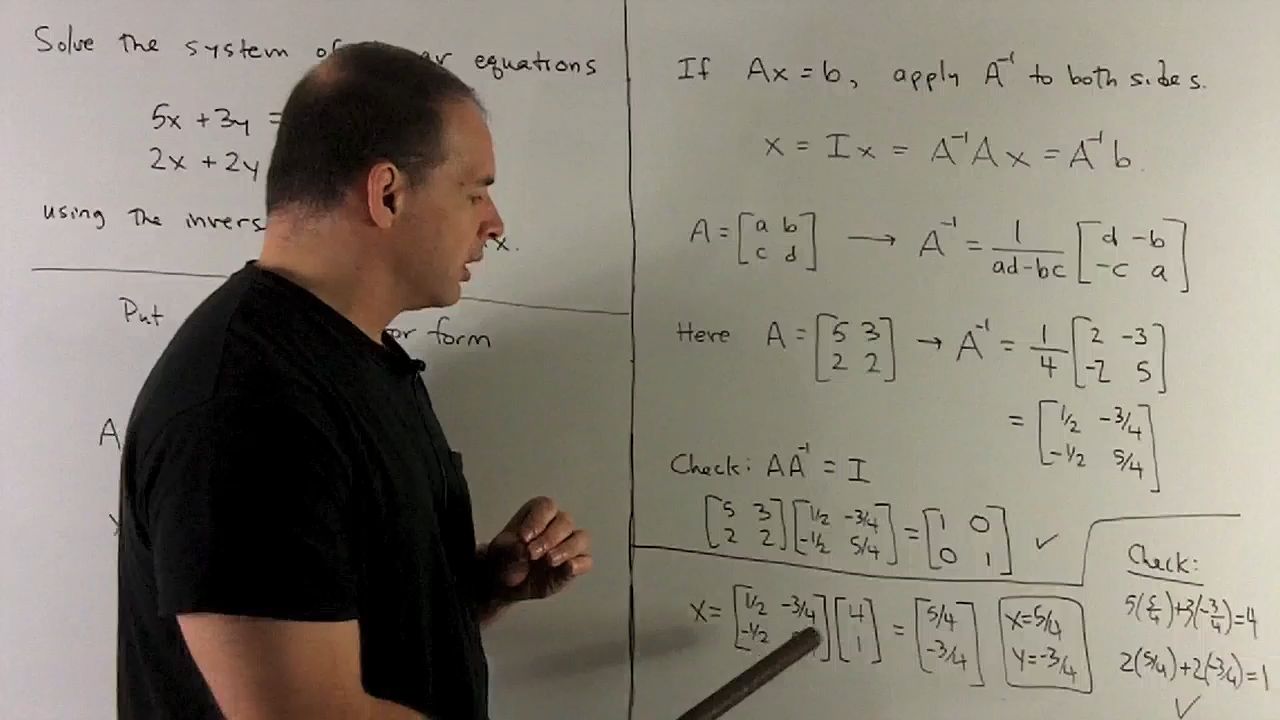 Solve the system of equations
5x + 3y =
2x + 2y
using the x.
Put form
A
If Ax = b, apply A⁻¹ to both sides.
x = Ix = A⁻¹Ax = A⁻¹b.
A = [a b; c d] → A⁻¹ = 1/(ad-bc) [d -b; -c a]
Here A = [5 3; 2 2] → A⁻¹ = 1/4 [2 -3; -2 5]
= [1/2 -3/4; -1/2 5/4]
Check: AA⁻¹ = I
[5 3; 2 2] [1/2 -3/4; -1/2 5/4] = [1 0; 0 1] ✓
X = [1/2 -3/4; -1/2] [4; 1] = [5/4; -3/4]
X = 5/4
Y = -3/4
Check:
5(5/4)+3(-3/4)=4
2(5/4)+2(-3/4)=1
✓